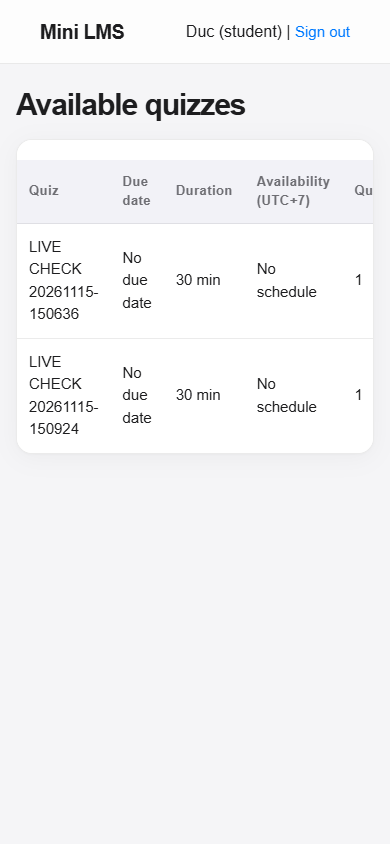 Mini LMS
Duc (student) | Sign out
Available quizzes
Quiz
Due
date
Duration
Availability
(UTC+7)
LIVE
CHECK
20261115-
150636
No
due
date
30 min
No
schedule
1
LIVE
CHECK
20261115-
150924
No
due
date
30 min
No
schedule
1